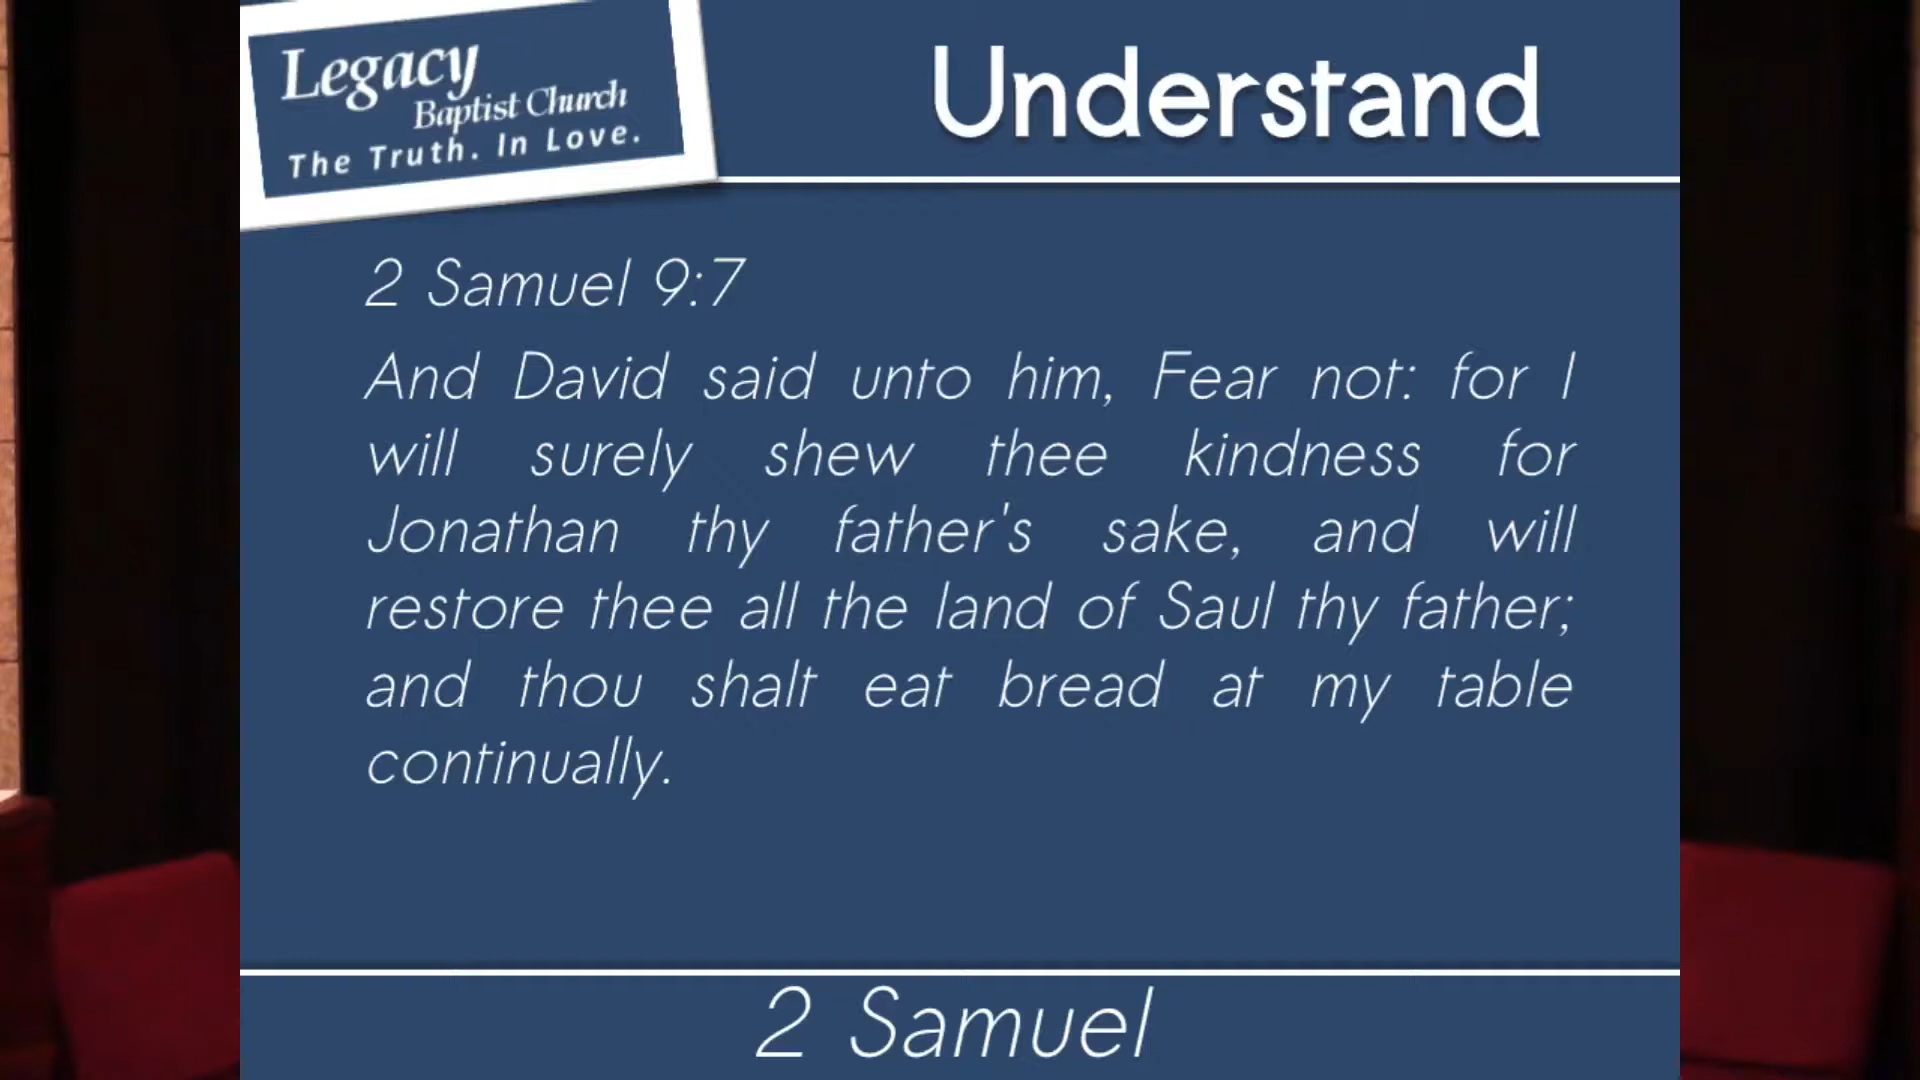 Legacy
Baptist Church
The Truth. In Love.
Understand
2 Samuel 9:7
And David said unto him, Fear not: for I
will surely shew thee kindness for
Jonathan thy father's sake, and will
restore thee all the land of Saul thy father;
and thou shalt eat bread at my table
continually.
2 Samuel